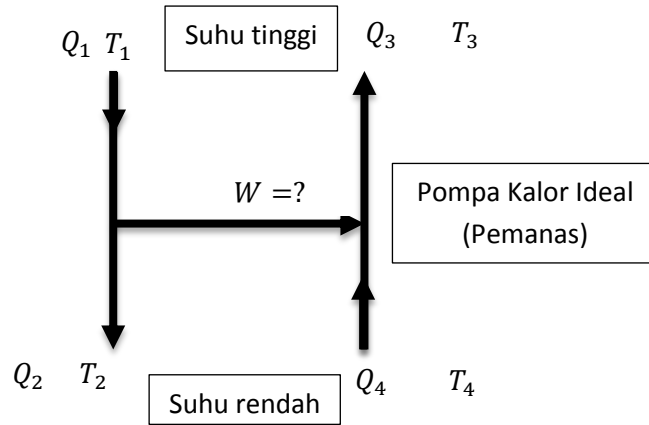 Q₁ T₁
Suhu tinggi
Q₃ T₃
W =?
Pompa Kalor Ideal
(Pemanas)
Q₂ T₂
Suhu rendah
Q₄ T₄